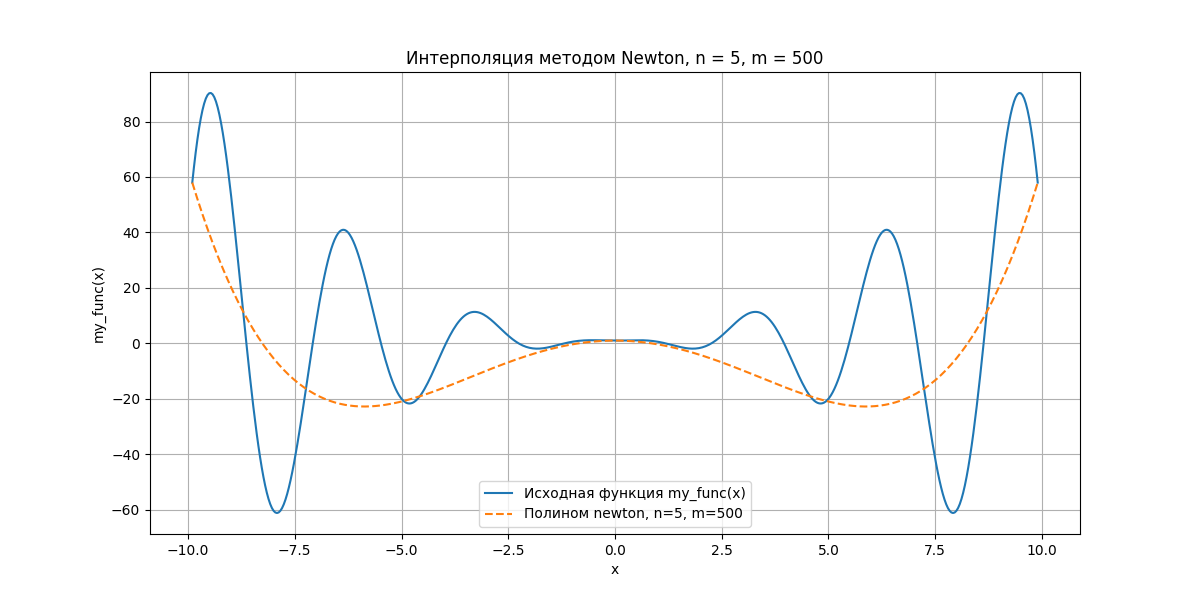 Интерполяция методом Newton, n = 5, m = 500
my_func(x)
80
60
40
20
0
−20
−40
−60
−10.0 −7.5 −5.0 −2.5 0.0 2.5 5.0 7.5 10.0
x
Исходная функция my_func(x)
Полином newton, n=5, m=500